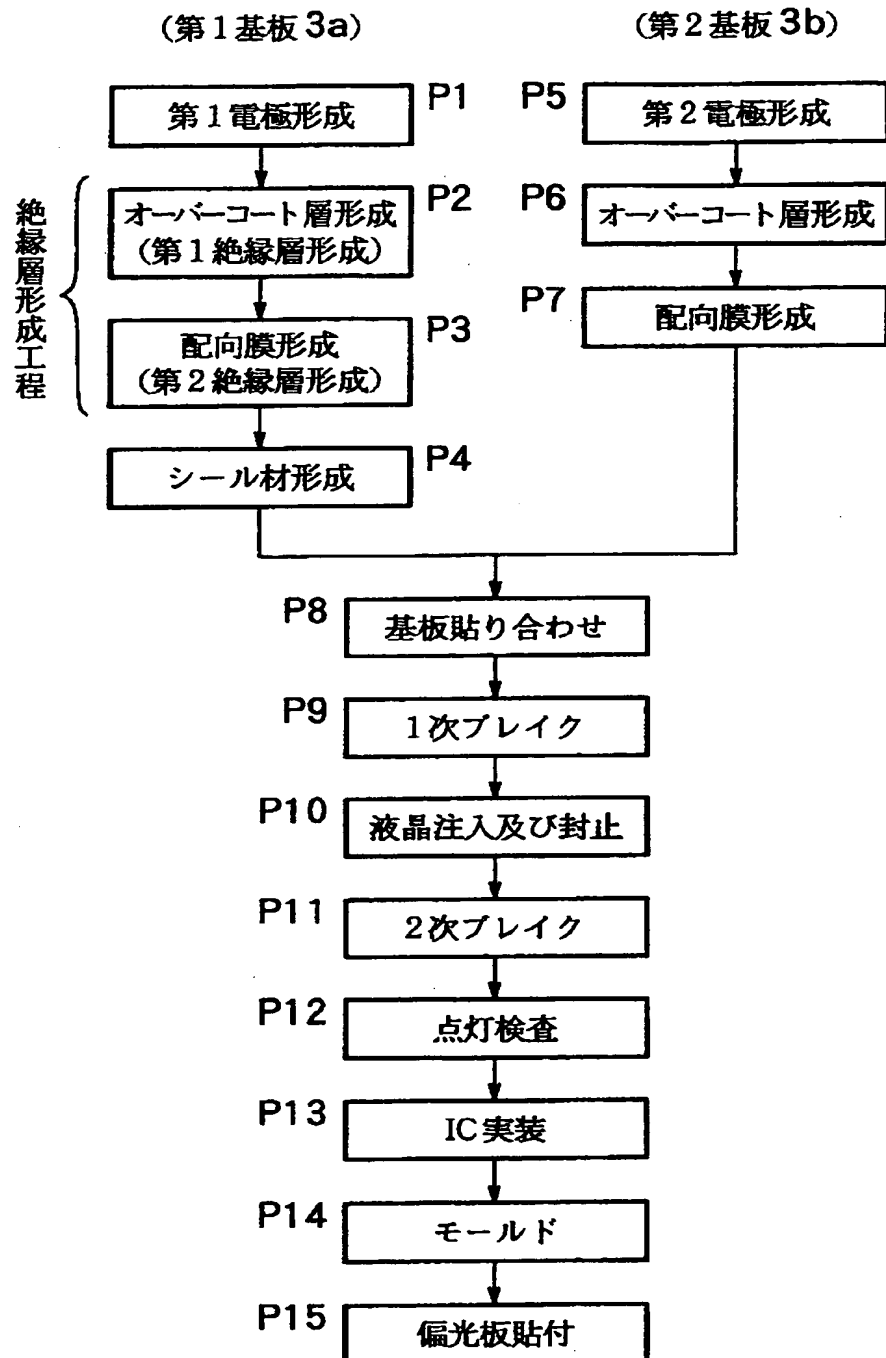 (第1基板3a)
(第2基板3b)
P1
第1電極形成
P5
第2電極形成
絶縁層形成工程
P2
オーバーコート層形成
(第1絶縁層形成)
P6
オーバーコート層形成
P3
配向膜形成
(第2絶縁層形成)
P7
配向膜形成
P4
シール材形成
P8
基板貼り合わせ
P9
1次ブレイク
P10
液晶注入及び封止
P11
2次ブレイク
P12
点灯検査
P13
IC実装
P14
モールド
P15
偏光板貼付